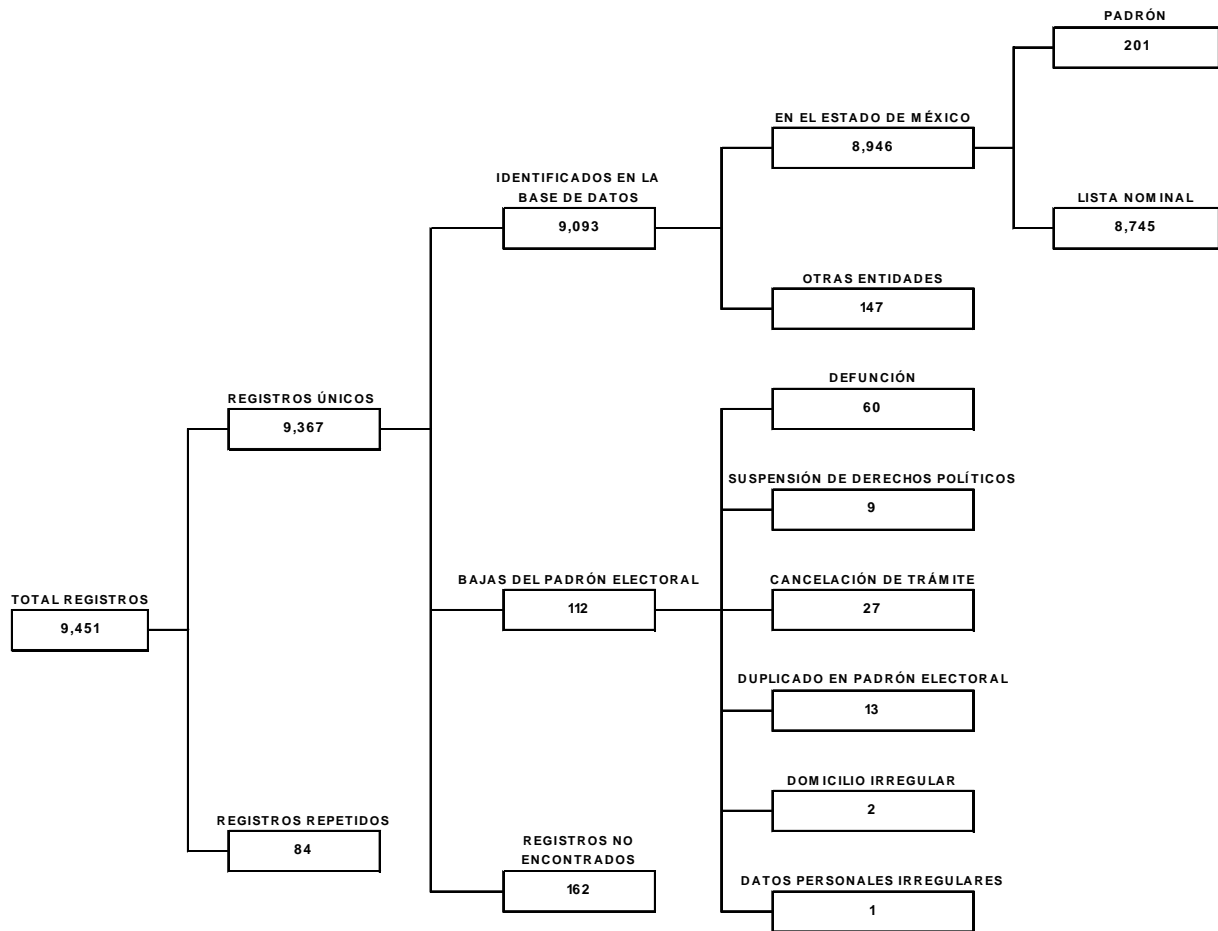 PADRÓN
201
EN EL ESTADO DE MÉXICO
8,946
IDENTIFICADOS EN LA
BASE DE DATOS
9,093
LISTA NOMINAL
8,745
OTRAS ENTIDADES
147
DEFUNCIÓN
60
REGISTROS ÚNICOS
9,367
SUSPENSIÓN DE DERECHOS POLÍTICOS
9
BAJAS DEL PADRÓN ELECTORAL
112
CANCELACIÓN DE TRÁMITE
27
TOTAL REGISTROS
9,451
DUPLICADO EN PADRÓN ELECTORAL
13
DOMICILIO IRREGULAR
2
REGISTROS REPETIDOS
84
REGISTROS NO
ENCONTRADOS
162
DATOS PERSONALES IRREGULARES
1